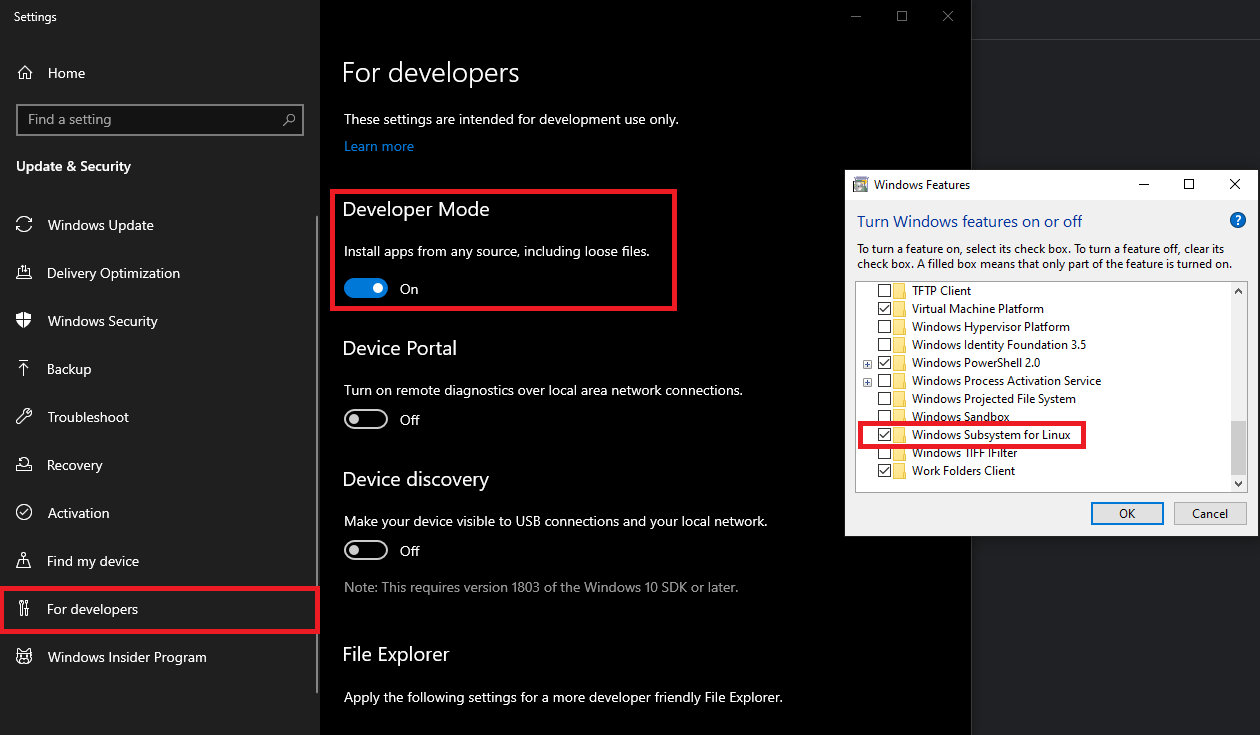 Settings
Home
Find a setting
Update & Security
Windows Update
Delivery Optimization
Windows Security
Backup
Troubleshoot
Recovery
Activation
Find my device
For developers
Windows Insider Program
For developers
These settings are intended for development use only.
Learn more
Developer Mode
Install apps from any source, including loose files.
On
Device Portal
Turn on remote diagnostics over local area network connections.
Off
Device discovery
Make your device visible to USB connections and your local network.
Off
Note: This requires version 1803 of the Windows 10 SDK or later.
File Explorer
Apply the following settings for a more developer friendly File Explorer.
Windows Features
Turn Windows features on or off
?
To turn a feature on, select its check box. To turn a feature off, clear its
check box. A filled box means that only part of the feature is turned on.
TFTP Client
Virtual Machine Platform
Windows Hypervisor Platform
Windows Identity Foundation 3.5
Windows PowerShell 2.0
Windows Process Activation Service
Windows Projected File System
Windows Sandbox
Windows Subsystem for Linux
Windows TIFF IFilter
Work Folders Client
OK
Cancel